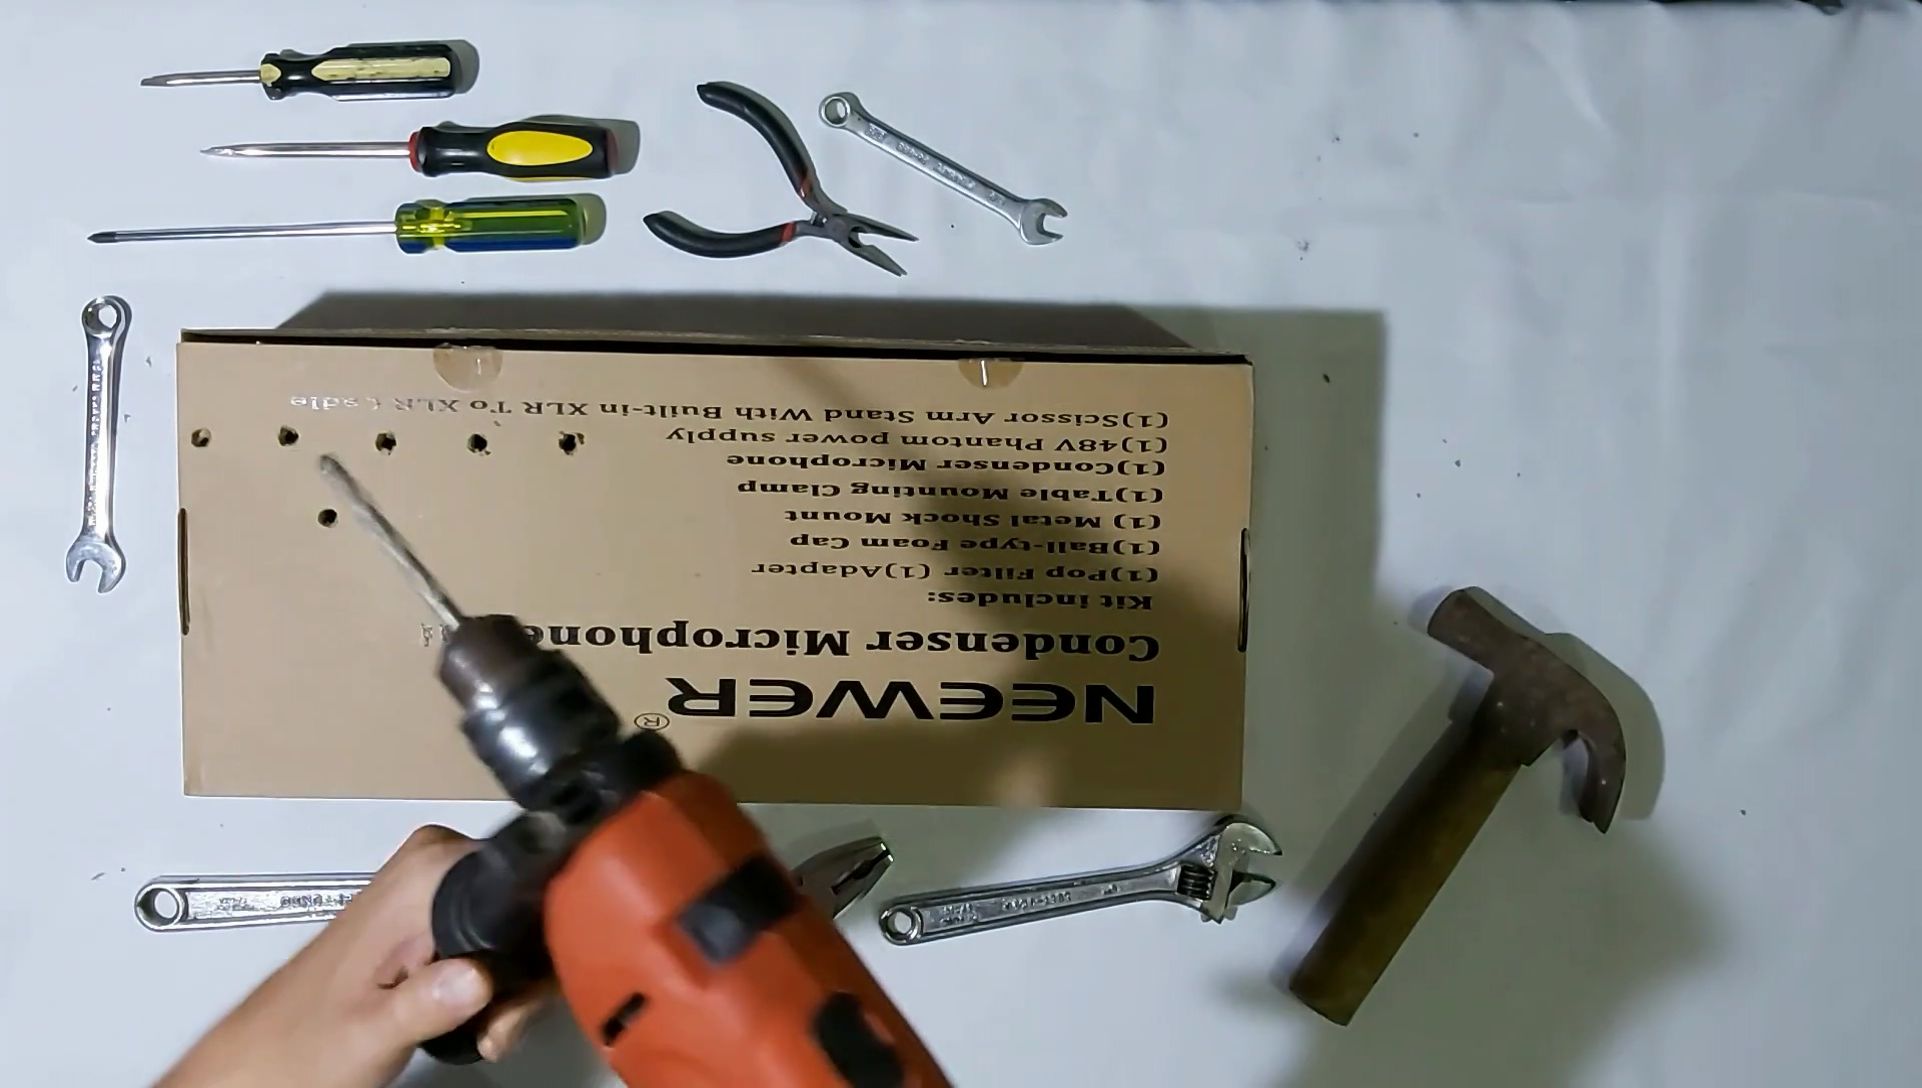 NEEWER®
Condenser Microphone
Kit includes:
(1)Pop Filter (1)Adapter
(1)Ball-type Foam Cap
(1) Metal Shock Mount
(1)Table Mounting Clamp
(1)Condenser Microphone
(1)48V Phantom power supply
(1)Scissor Arm Stand With Built-in XLR To XLR Cable